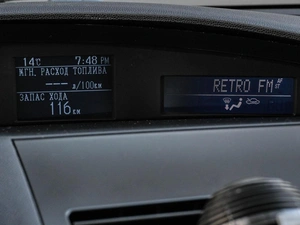 14°C 7:48 PM
МГН. РАСХОД ТОПЛИВА
---- л/100км
ЗАПАС ХОДА
116 км
RETRO FM